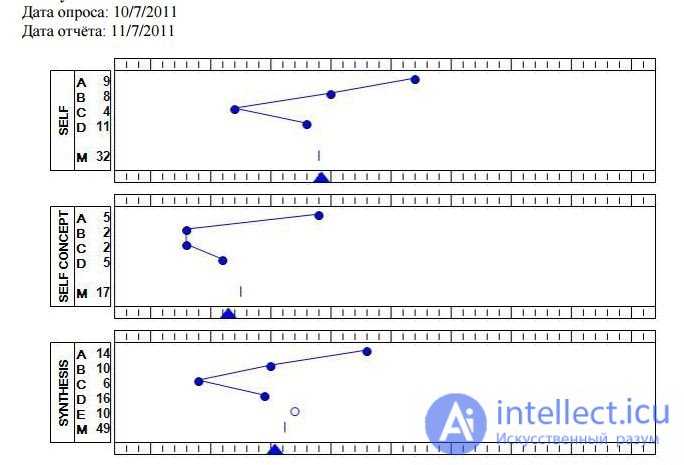 Дата опроса: 10/7/2011
Дата отчёта: 11/7/2011
SELF
A 9
B 8
C 4
D 11
M 32
SELF CONCEPT
A 5
B 2
C 2
D 5
M 17
SYNTHESIS
A 14
B 10
C 6
D 16
E 10
M 49
Ai intellect.icu
Искусственный разум